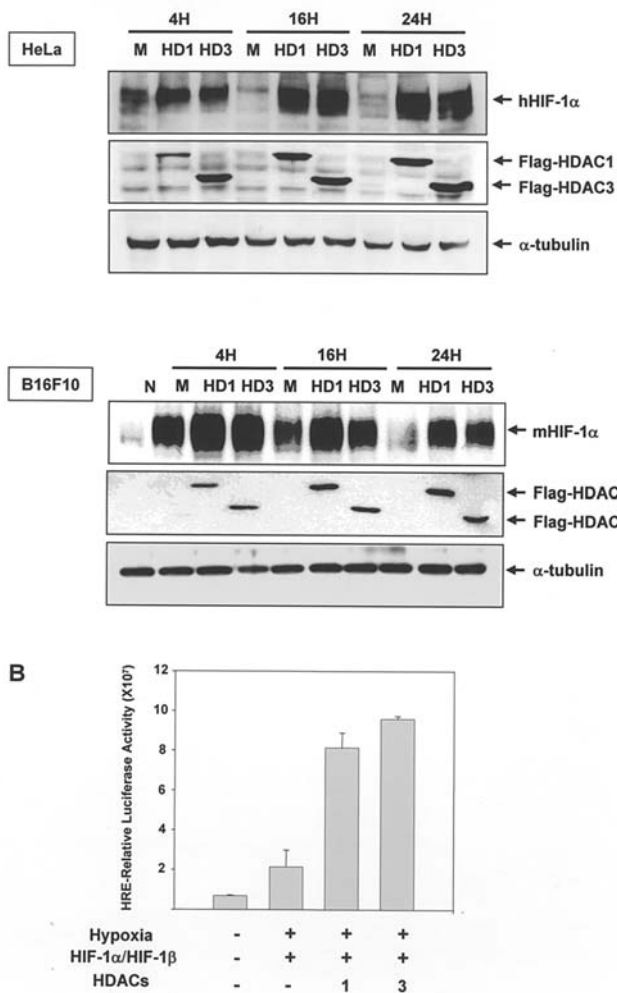 4H 16H 24H
HeLa
M HD1 HD3 M HD1 HD3 M HD1 HD3
hHIF-1α
Flag-HDAC1
Flag-HDAC3
α-tubulin
4H 16H 24H
B16F10
N M HD1 HD3 M HD1 HD3 M HD1 HD3
mHIF-1α
Flag-HDAC
Flag-HDAC
α-tubulin
B
HRE-Relative Luciferase Activity (X10⁷)
12
10
8
6
4
2
Hypoxia - + + +
HIF-1α/HIF-1β - + + +
HDACs - - 1 3